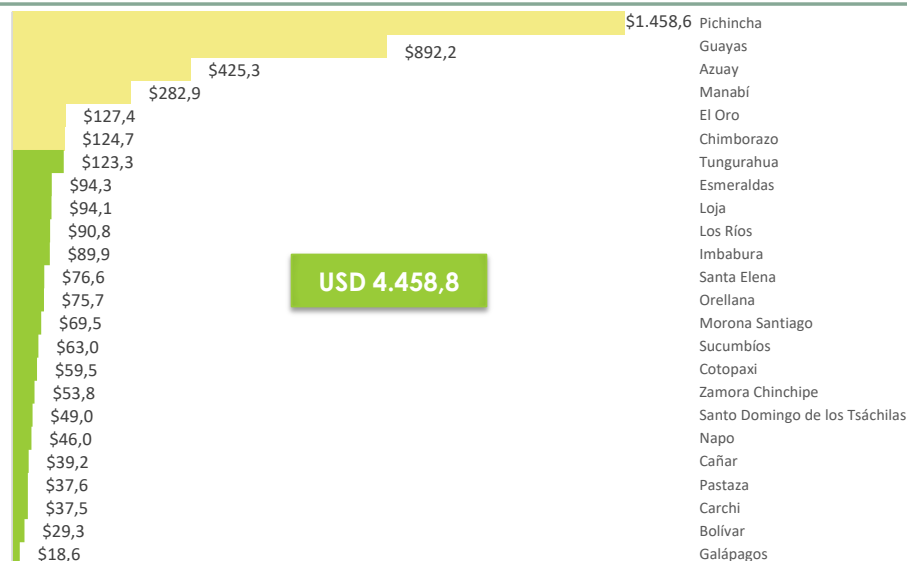 $1.458,6 Pichincha
$892,2 Guayas
$425,3 Azuay
$282,9 Manabí
$127,4 El Oro
$124,7 Chimborazo
$123,3 Tungurahua
$94,3 Esmeraldas
$94,1 Loja
$90,8 Los Ríos
$89,9 Imbabura
$76,6 Santa Elena
USD 4.458,8
$75,7 Orellana
$69,5 Morona Santiago
$63,0 Sucumbíos
$59,5 Cotopaxi
$53,8 Zamora Chinchipe
$49,0 Santo Domingo de los Tsáchilas
$46,0 Napo
$39,2 Cañar
$37,6 Pastaza
$37,5 Carchi
$29,3 Bolívar
$18,6 Galápagos